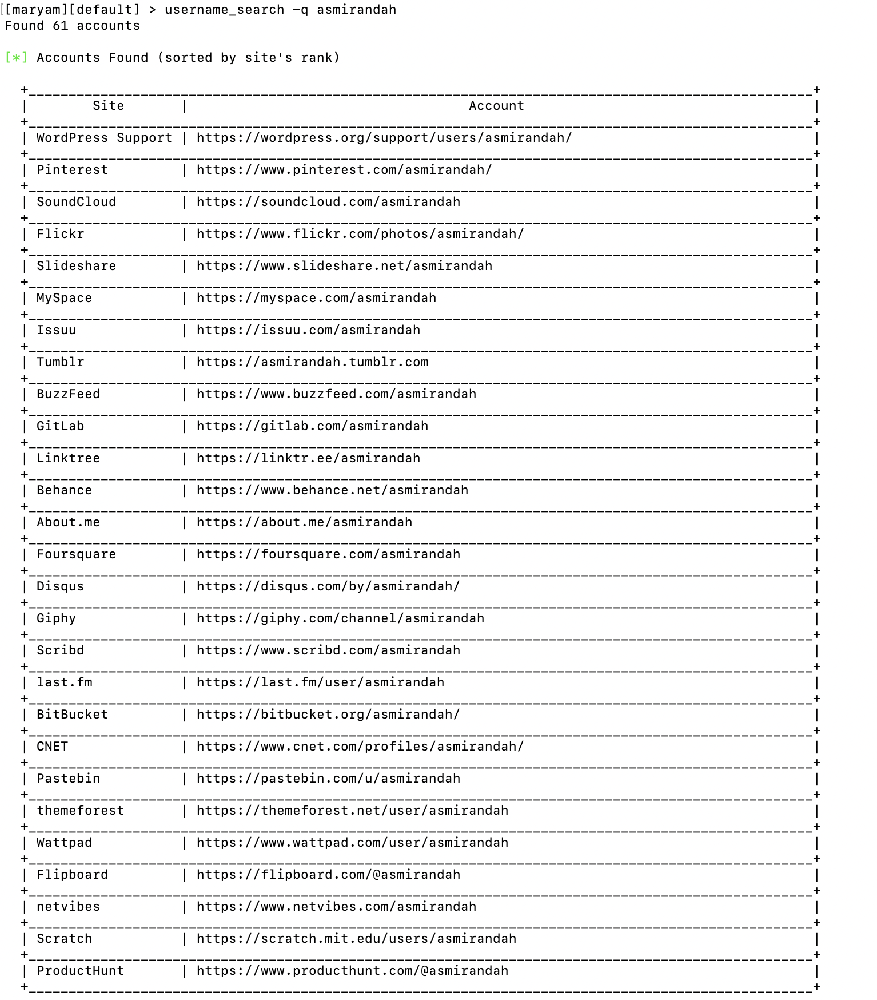 [[maryam][default] > username_search -q asmirandah
Found 61 accounts
[*] Accounts Found (sorted by site's rank)
| Site | Account |
| WordPress Support | https://wordpress.org/support/users/asmirandah/ |
| Pinterest | https://www.pinterest.com/asmirandah/ |
| SoundCloud | https://soundcloud.com/asmirandah |
| Flickr | https://www.flickr.com/photos/asmirandah/ |
| Slideshare | https://www.slideshare.net/asmirandah |
| MySpace | https://myspace.com/asmirandah |
| Issuu | https://issuu.com/asmirandah |
| Tumblr | https://asmirandah.tumblr.com |
| BuzzFeed | https://www.buzzfeed.com/asmirandah |
| GitLab | https://gitlab.com/asmirandah |
| Linktree | https://linktr.ee/asmirandah |
| Behance | https://www.behance.net/asmirandah |
| About.me | https://about.me/asmirandah |
| Foursquare | https://foursquare.com/asmirandah |
| Disqus | https://disqus.com/by/asmirandah/ |
| Giphy | https://giphy.com/channel/asmirandah |
| Scribd | https://www.scribd.com/asmirandah |
| last.fm | https://last.fm/user/asmirandah |
| BitBucket | https://bitbucket.org/asmirandah/ |
| CNET | https://www.cnet.com/profiles/asmirandah/ |
| Pastebin | https://pastebin.com/u/asmirandah |
| themeforest | https://themeforest.net/user/asmirandah |
| Wattpad | https://www.wattpad.com/user/asmirandah |
| Flipboard | https://flipboard.com/@asmirandah |
| netvibes | https://www.netvibes.com/asmirandah |
| Scratch | https://scratch.mit.edu/users/asmirandah |
| ProductHunt | https://www.producthunt.com/@asmirandah |